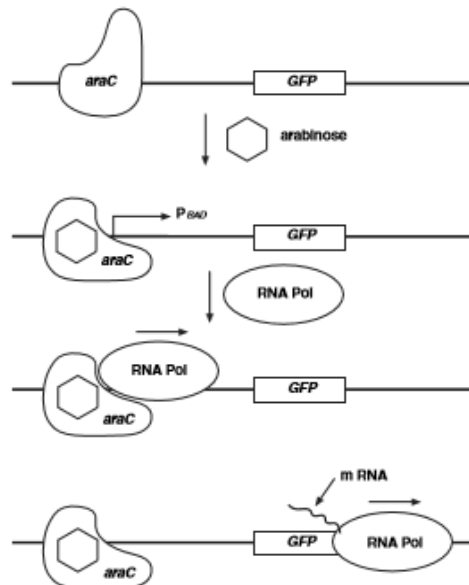 araC GFP
arabinose
P BAD
araC GFP
RNA Pol
RNA Pol
araC GFP
m RNA
araC GFP RNA Pol